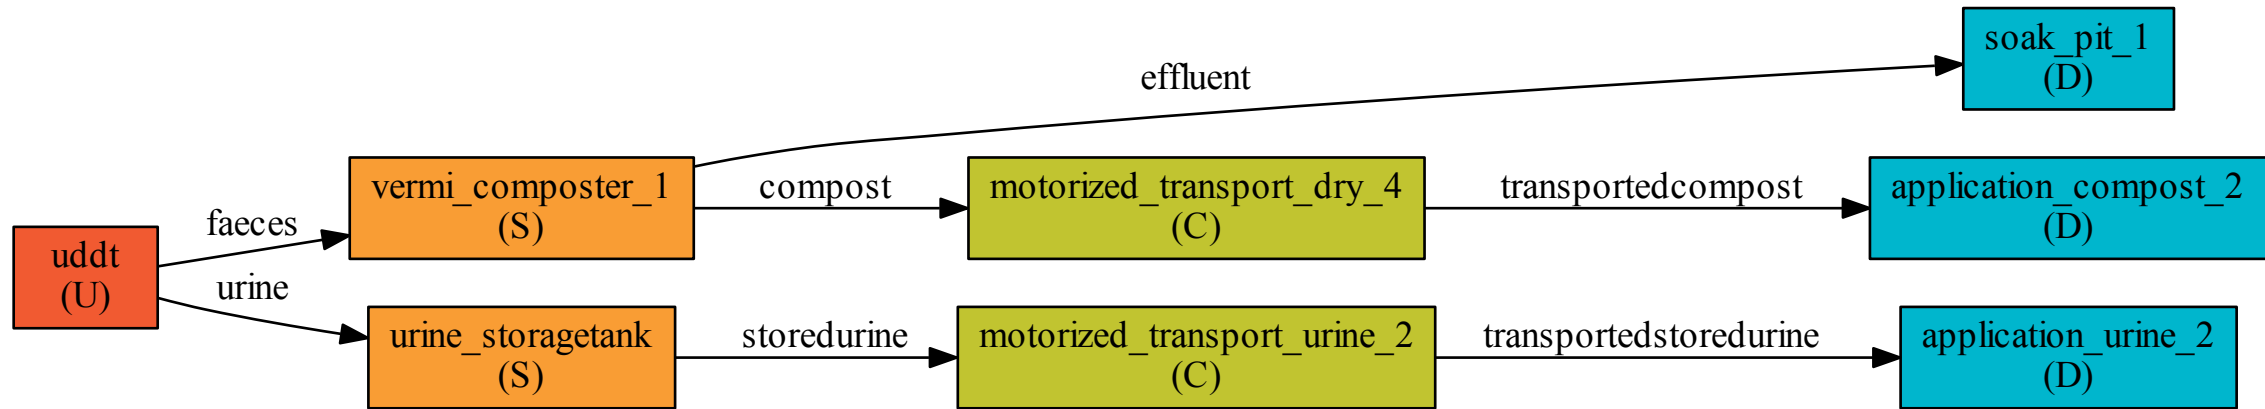 uddt
(U)
faeces
urine
vermi_composter_1
(S)
urine_storagetank
(S)
effluent
compost
storedurine
motorized_transport_dry_4
(C)
motorized_transport_urine_2
(C)
transportedcompost
transportedstoredurine
soak_pit_1
(D)
application_compost_2
(D)
application_urine_2
(D)